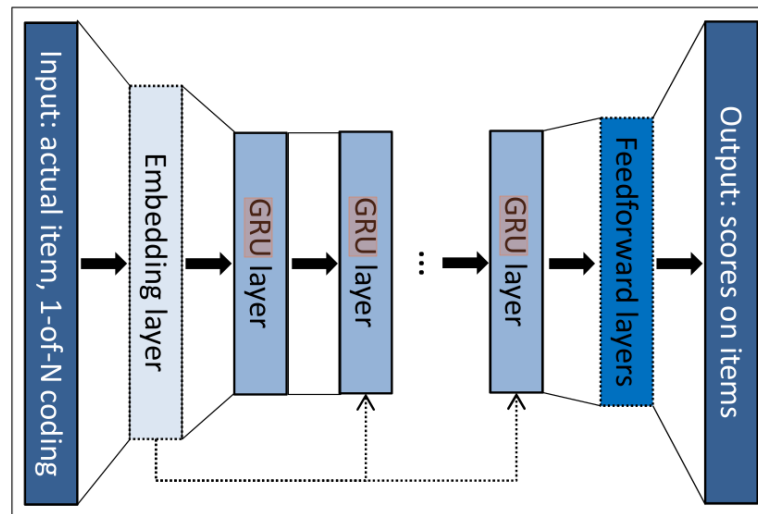 Input: actual item, 1-of-N coding
Embedding layer
GRU layer
GRU layer
...
GRU layer
Feedforward layers
Output: scores on items